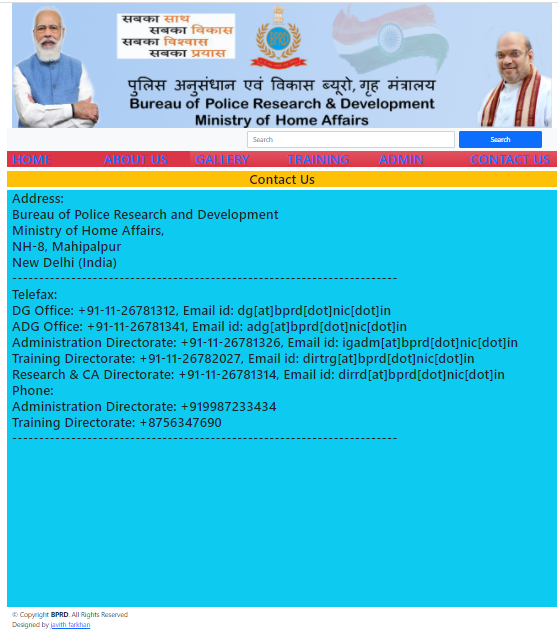 सबका साथ
सबका विकास
सबका विश्वास
सबका प्रयास
पुलिस अनुसंधान एवं विकास ब्यूरो, गृह मंत्रालय
Bureau of Police Research & Development
Ministry of Home Affairs
Search Search
HOME ABOUT US GALLERY TRAINING ADMIN CONTACT US
Contact Us
Address:
Bureau of Police Research and Development
Ministry of Home Affairs,
NH-8, Mahipalpur
New Delhi (India)
------------------------------------------------------------------------
Telefax:
DG Office: +91-11-26781312, Email id: dg[at]bprd[dot]nic[dot]in
ADG Office: +91-11-26781341, Email id: adg[at]bprd[dot]nic[dot]in
Administration Directorate: +91-11-26781326, Email id: igadm[at]bprd[dot]nic[dot]in
Training Directorate: +91-11-26782027, Email id: dirtrg[at]bprd[dot]nic[dot]in
Research & CA Directorate: +91-11-26781314, Email id: dirrd[at]bprd[dot]nic[dot]in
Phone:
Administration Directorate: +919987233434
Training Directorate: +8756347690
------------------------------------------------------------------------
© Copyright BPRD. All Rights Reserved
Designed by javith farkhan